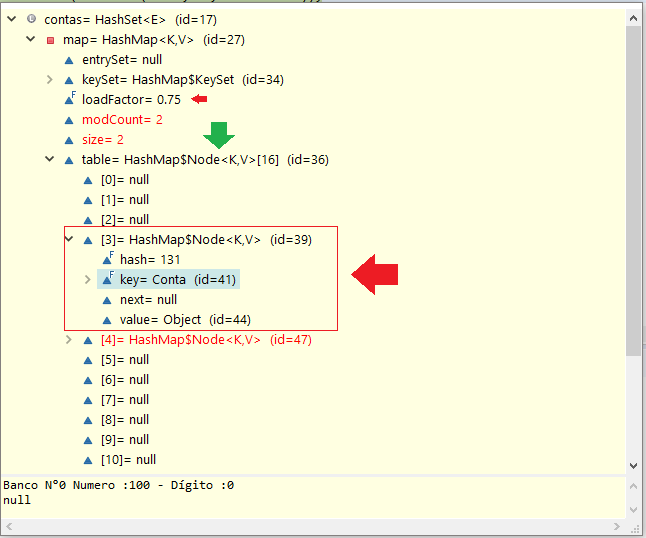 contas= HashSet<E> (id=17)
map= HashMap<K,V> (id=27)
entrySet= null
keySet= HashMap$KeySet (id=34)
F loadFactor= 0.75
modCount= 2
size= 2
table= HashMap$Node<K,V>[16] (id=36)
[0]= null
[1]= null
[2]= null
[3]= HashMap$Node<K,V> (id=39)
F hash= 131
F key= Conta (id=41)
next= null
value= Object (id=44)
[4]= HashMap$Node<K,V> (id=47)
[5]= null
[6]= null
[7]= null
[8]= null
[9]= null
[10]= null
Banco N°0 Numero :100 - Dígito :0
null